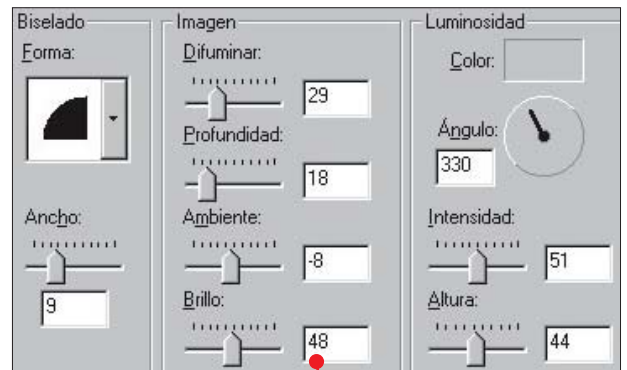 Biselado
Forma:
Ancho:
9
Imagen
Difuminar:
29
Profundidad:
18
Ambiente:
-8
Brillo:
48
Luminosidad
Color:
Ángulo:
330
Intensidad:
51
Altura:
44